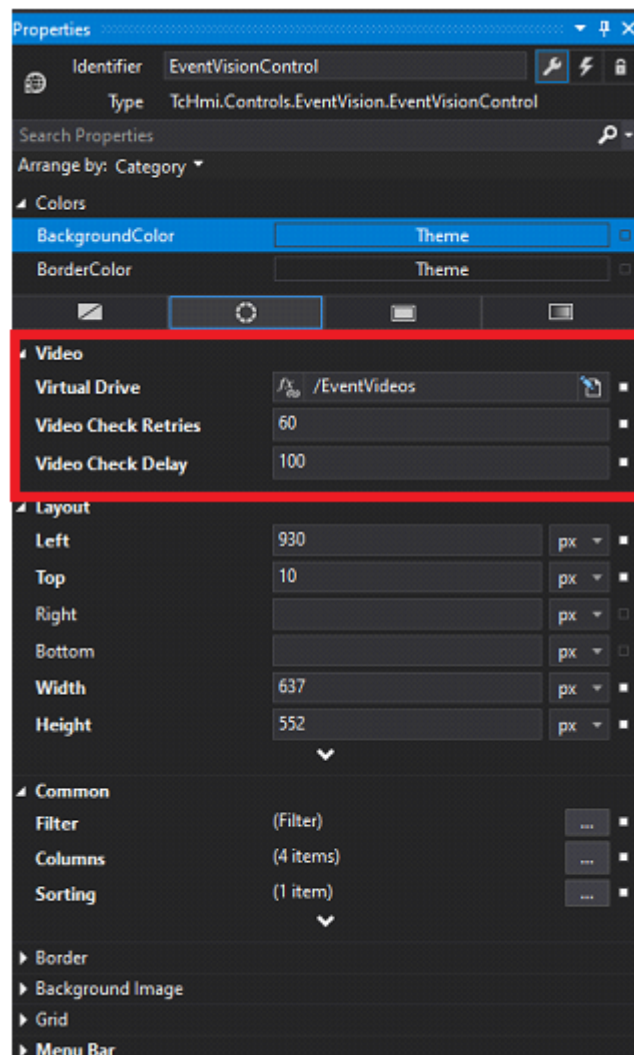 Properties
Identifier EventVisionControl
Type TcHmi.Controls.EventVision.EventVisionControl
Search Properties
Arrange by: Category
Colors
BackgroundColor Theme
BorderColor Theme
Video
Virtual Drive /EventVideos
Video Check Retries 60
Video Check Delay 100
Layout
Left 930 px
Top 10 px
Right px
Bottom px
Width 637 px
Height 552 px
Common
Filter (Filter) ...
Columns (4 items) ...
Sorting (1 item) ...
Border
Background Image
Grid
Menu Bar